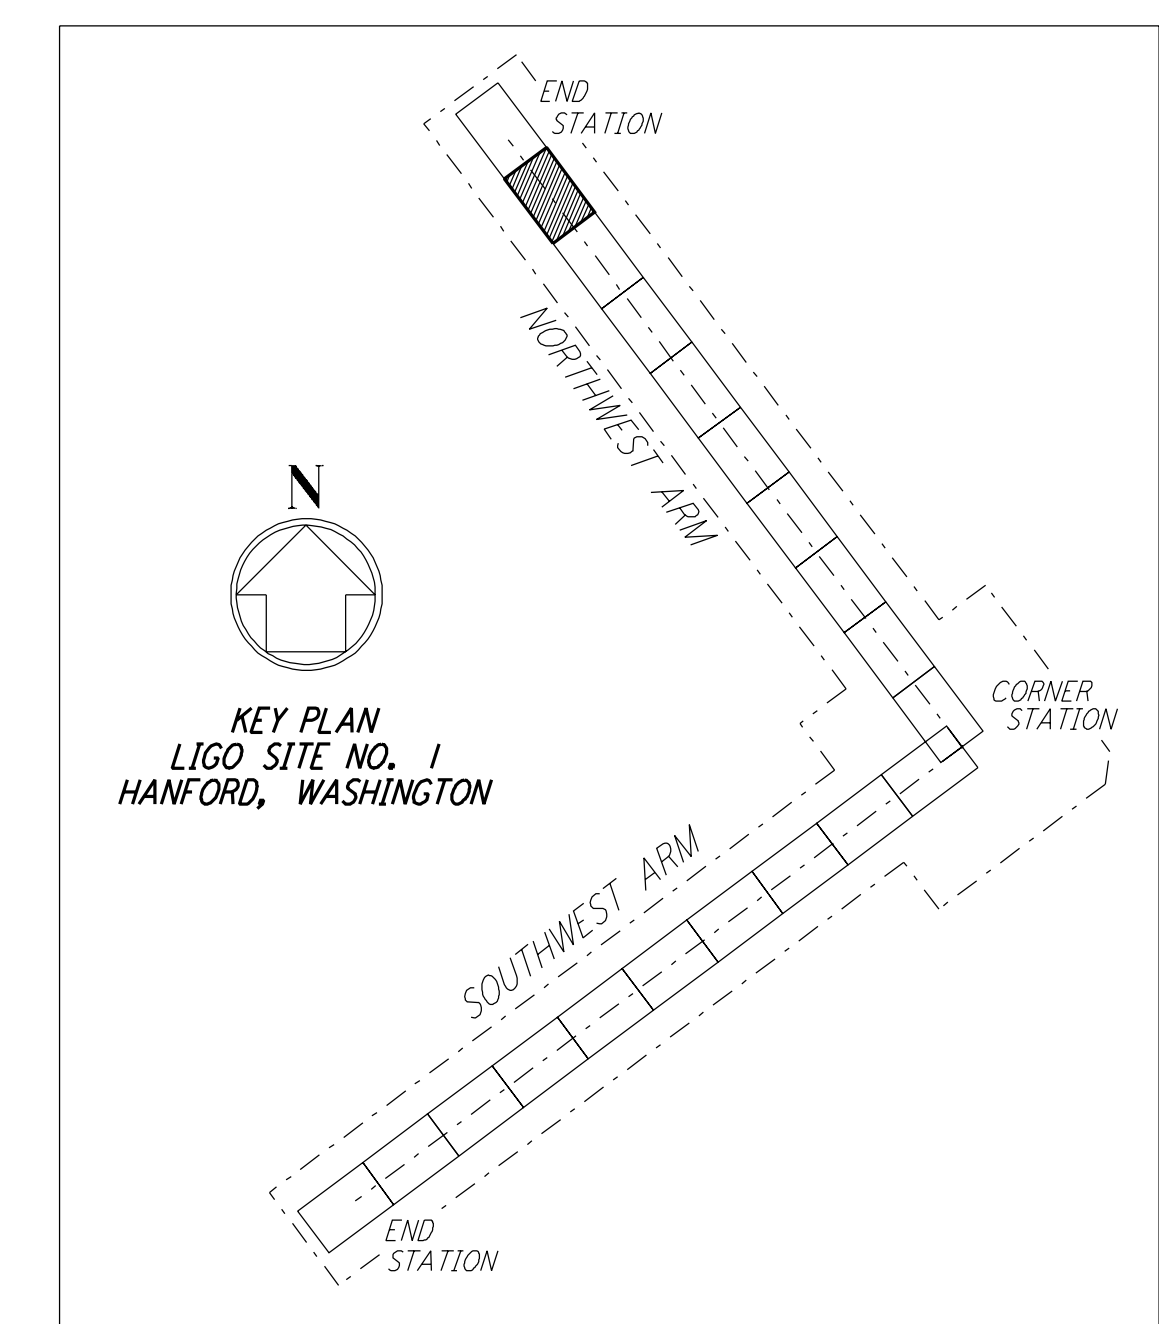 END
STATION
NORTHWEST ARM
N
KEY PLAN
LIGO SITE NO. 1
HANFORD, WASHINGTON
CORNER
STATION
SOUTHWEST ARM
END
STATION